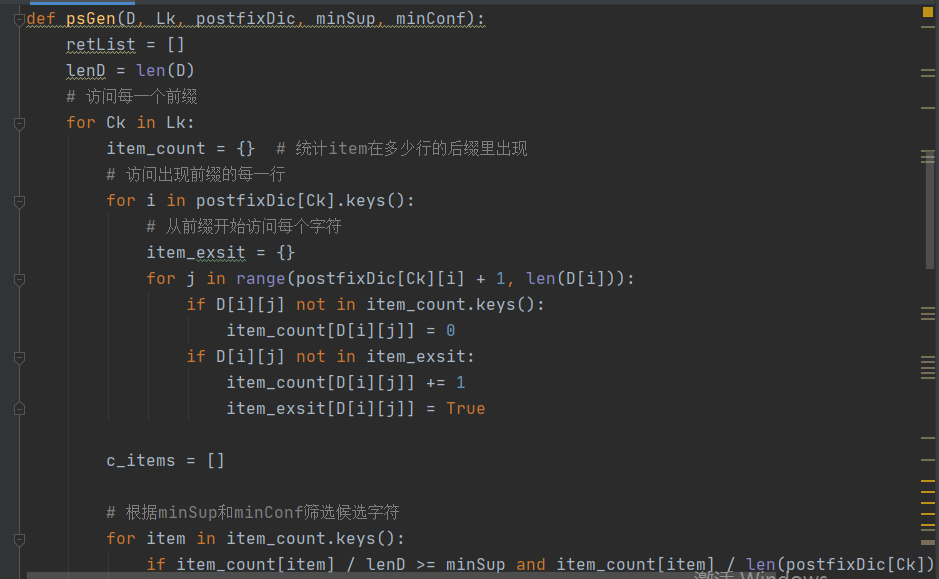 def psGen(D, Lk, postfixDic, minSup, minConf):
    retList = []
    lenD = len(D)
    # 访问每一个前缀
    for Ck in Lk:
        item_count = {}  # 统计item在多少行的后缀里出现
        # 访问出现前缀的每一行
        for i in postfixDic[Ck].keys():
            # 从前缀开始访问每个字符
            item_exsit = {}
            for j in range(postfixDic[Ck][i] + 1, len(D[i])):
                if D[i][j] not in item_count.keys():
                    item_count[D[i][j]] = 0
                if D[i][j] not in item_exsit:
                    item_count[D[i][j]] += 1
                    item_exsit[D[i][j]] = True
        c_items = []
        # 根据minSup和minConf筛选候选字符
        for item in item_count.keys():
            if item_count[item] / lenD >= minSup and item_count[item] / len(postfixDic[Ck])
激活 Windows